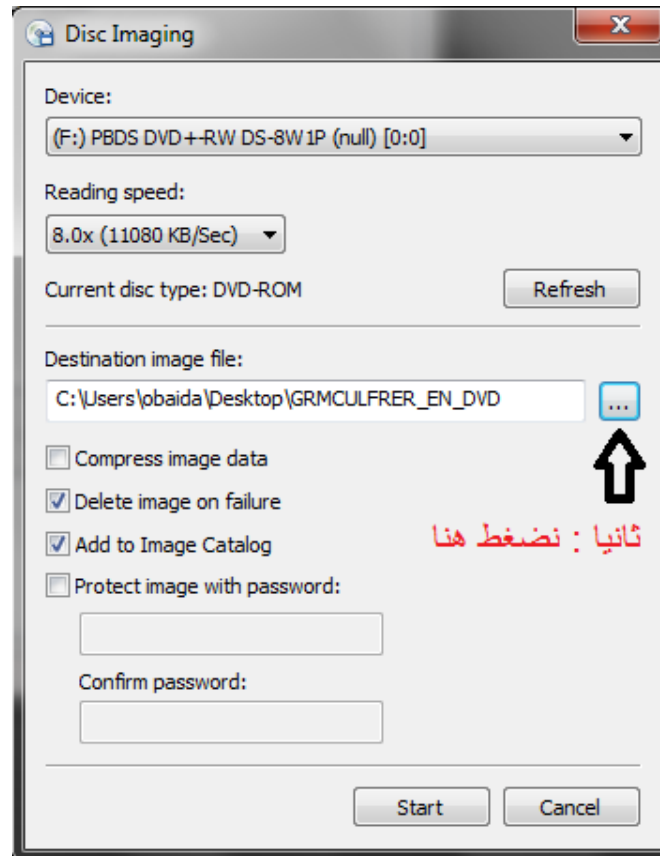 Disc Imaging
Device:
(F:) PBDS DVD+-RW DS-8W1P (null) [0:0]
Reading speed:
8.0x (11080 KB/Sec)
Current disc type: DVD-ROM
Refresh
Destination image file:
C:\Users\obaida\Desktop\GRMCULFRER_EN_DVD
...
Compress image data
Delete image on failure
Add to Image Catalog
ثانيا : نضغط هنا
Protect image with password:
Confirm password:
Start
Cancel